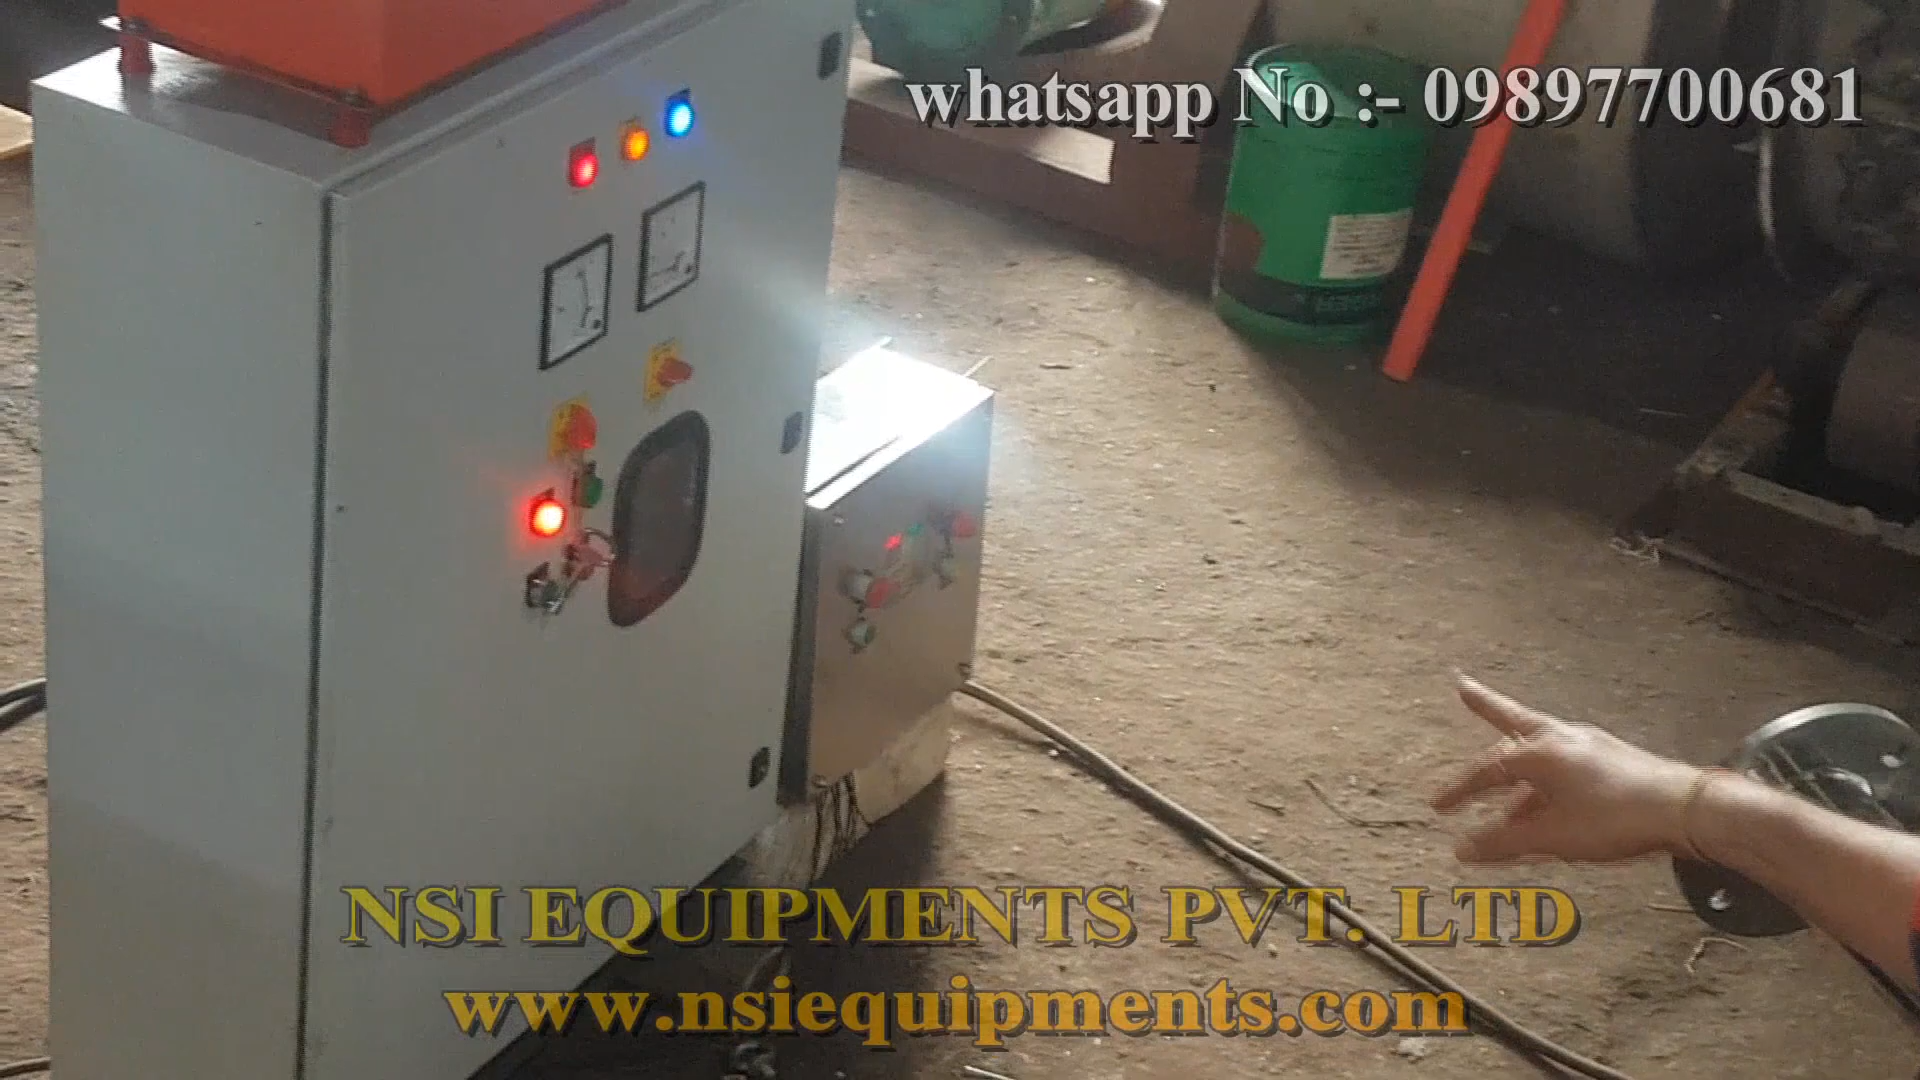 whatsapp No :- 09897700681
NSI EQUIPMENTS PVT. LTD
www.nsiequipments.com